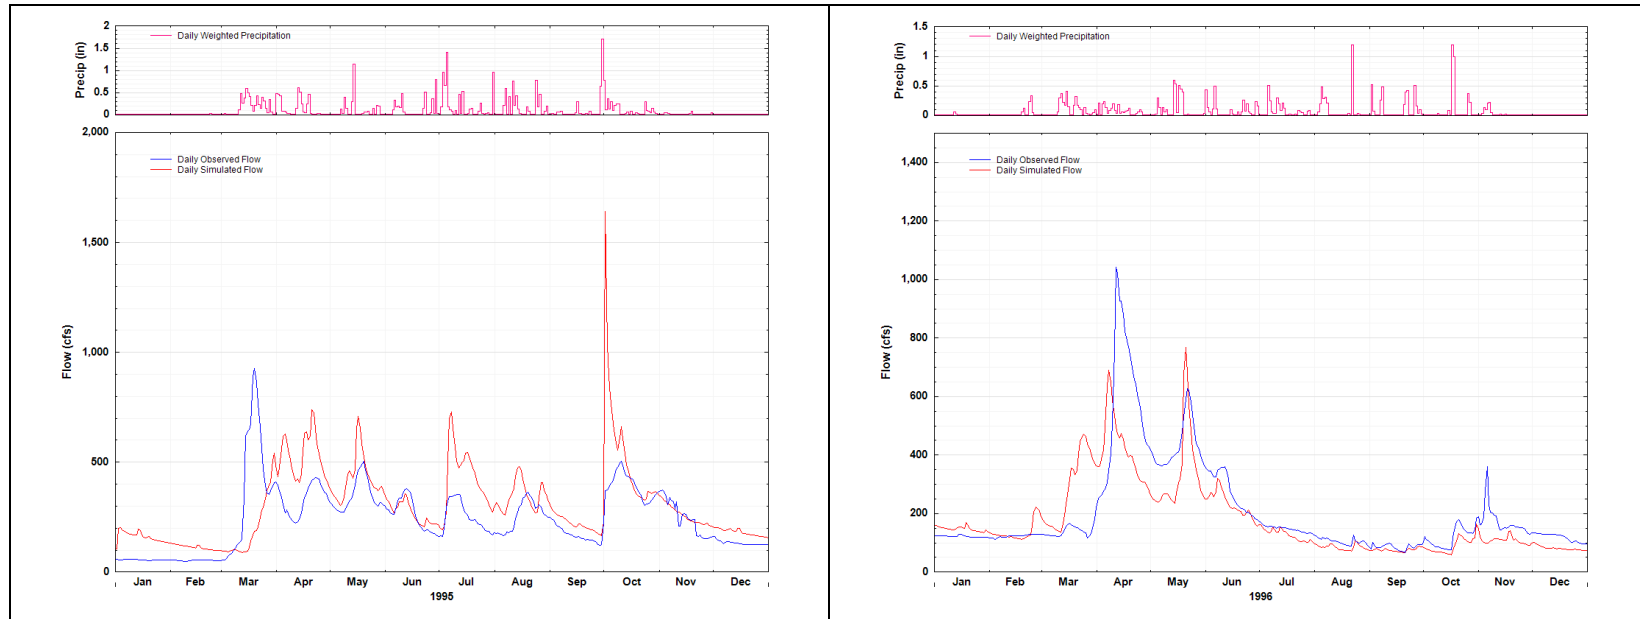 Precip (in)
2
1.5
1
0.5
0
Daily Weighted Precipitation
Flow (cfs)
2,000
1,500
1,000
500
0
Daily Observed Flow
Daily Simulated Flow
Jan Feb Mar Apr May Jun Jul Aug Sep Oct Nov Dec
1995
Precip (in)
1.5
1
0.5
0
Daily Weighted Precipitation
Flow (cfs)
1,400
1,200
1,000
800
600
400
200
0
Daily Observed Flow
Daily Simulated Flow
Jan Feb Mar Apr May Jun Jul Aug Sep Oct Nov Dec
1996